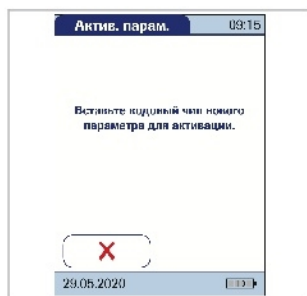 Актив. парам. 09:15
Вставьте кодовый чип нового
параметра для активации.
29.05.2020